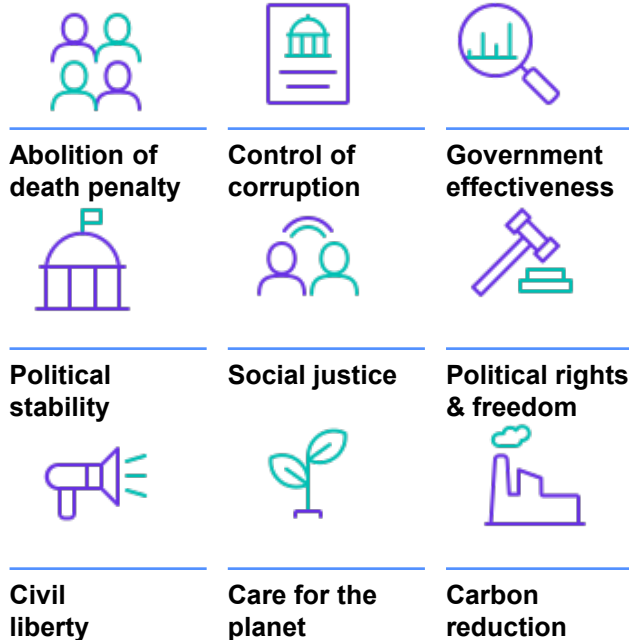 Abolition of
death penalty
Control of
corruption
Government
effectiveness
Political
stability
Social justice
Political rights
& freedom
Civil
liberty
Care for the
planet
Carbon
reduction